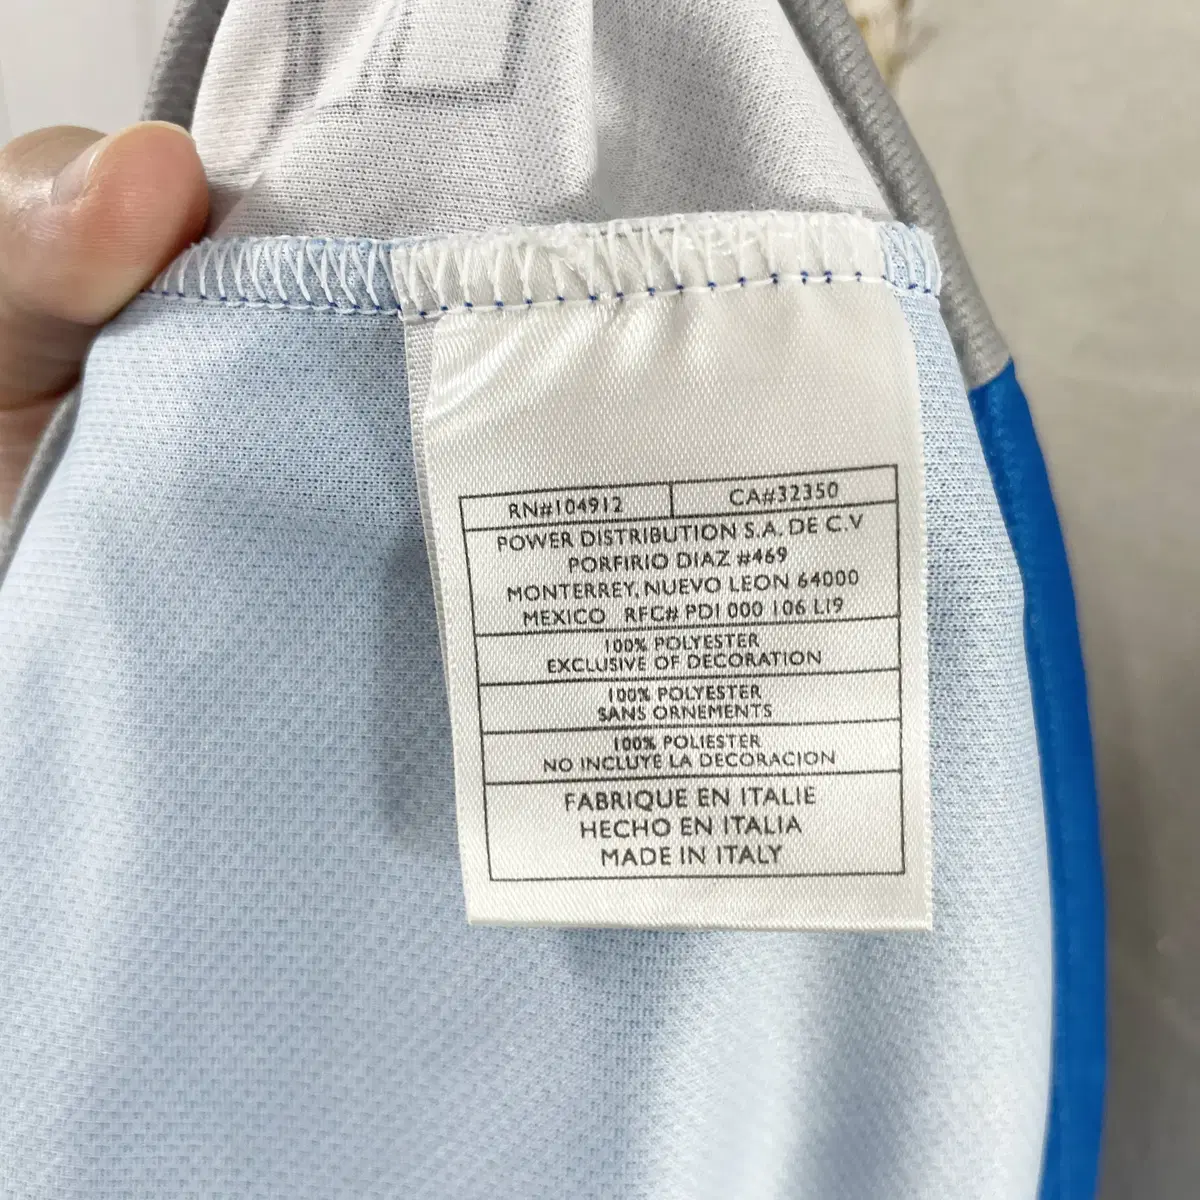 RN#104912 CA#32350
POWER DISTRIBUTION S.A. DE C.V
PORFIRIO DIAZ #469
MONTERREY, NUEVO LEON 64000
MEXICO RFC# PDI 000 106 L19
100% POLYESTER
EXCLUSIVE OF DECORATION
100% POLYESTER
SANS ORNEMENTS
100% POLIESTER
NO INCLUYE LA DECORACION
FABRIQUE EN ITALIE
HECHO EN ITALIA
MADE IN ITALY